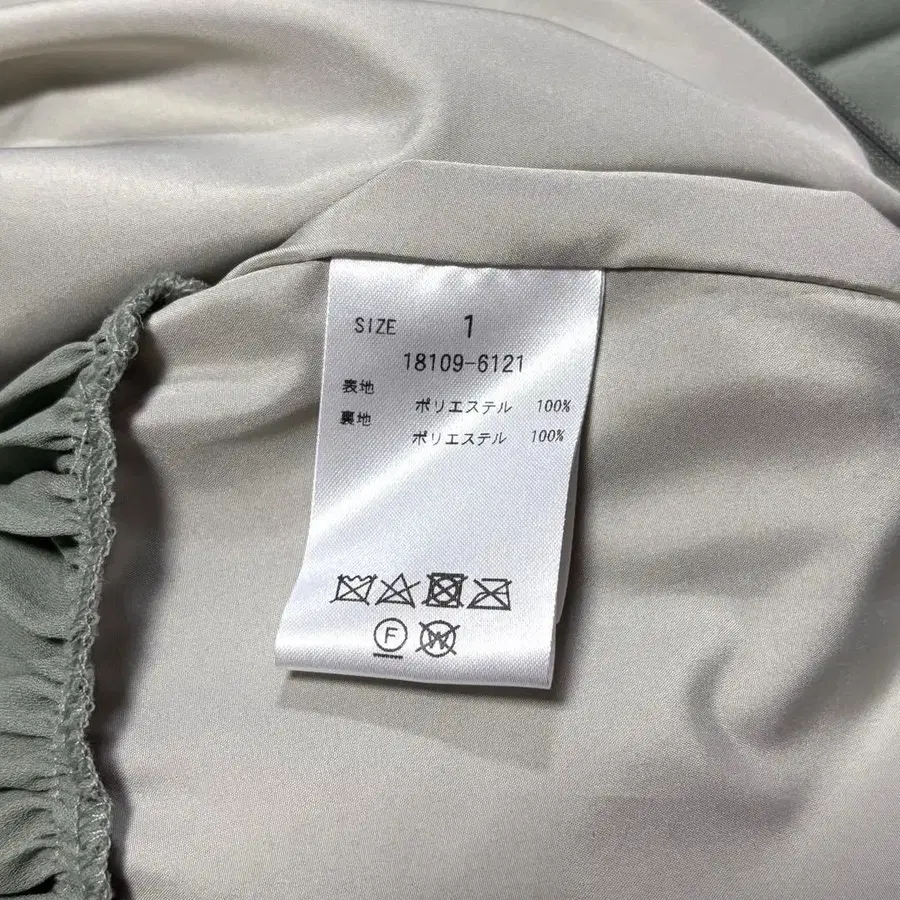 SIZE 1
18109-6121
表地 ポリエステル 100%
裏地 ポリエステル 100%
F W